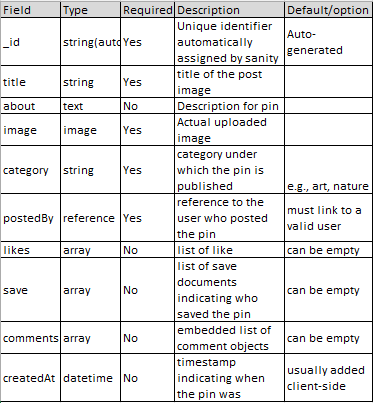 Field Type Required Description Default/option
_id string(auto Yes Unique identifier automatically assigned by sanity Auto-generated
title string Yes title of the post image
about text No Description for pin
image image Yes Actual uploaded image
category string Yes category under which the pin is published e.g., art, nature
postedBy reference Yes reference to the user who posted the pin must link to a valid user
likes array No list of like can be empty
save array No list of save documents indicating who saved the pin can be empty
comments array No embedded list of comment objects can be empty
createdAt datetime No timestamp indicating when the pin was usually added client-side